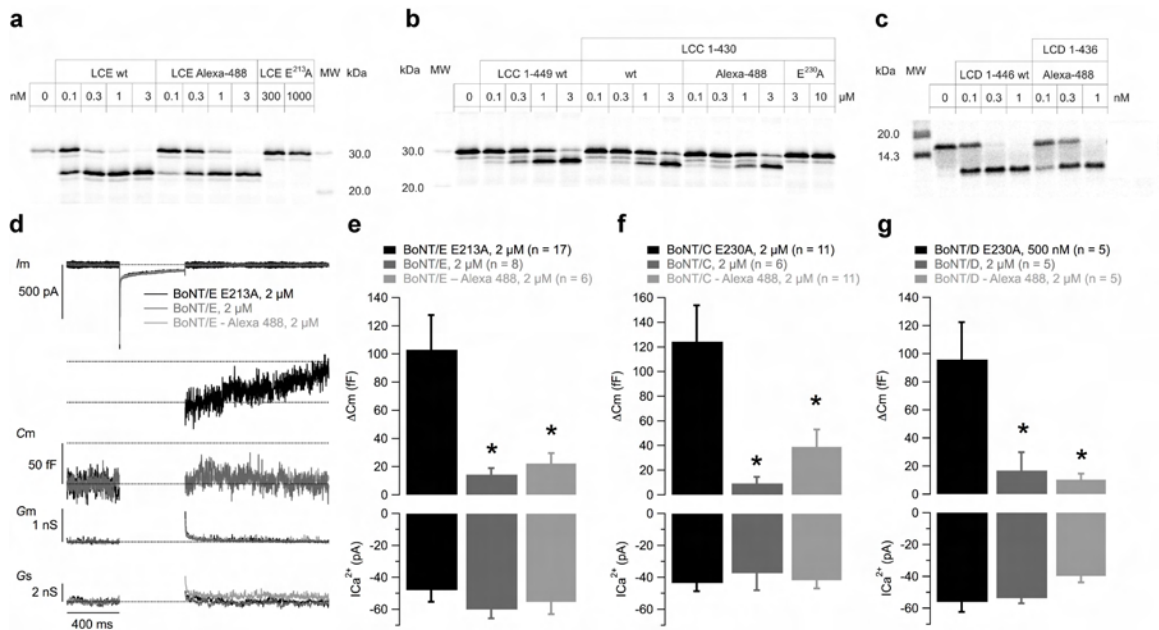 a
LCE wt LCE Alexa-488 LCE E213A MW kDa
nM 0 0.1 0.3 1 3 0.1 0.3 1 3 300 1000
30.0
20.0
b
LCC 1-430
kDa MW LCC 1-449 wt wt Alexa-488 E230A
0 0.1 0.3 1 3 0.1 0.3 1 3 0.1 0.3 1 3 3 10 µM
30.0
20.0
c
LCD 1-436
kDa MW LCD 1-446 wt Alexa-488
0 0.1 0.3 1 0.1 0.3 1 nM
20.0
14.3
d
Im
500 pA
BoNT/E E213A, 2 µM
BoNT/E, 2 µM
BoNT/E - Alexa 488, 2 µM
Cm
50 fF
Gm
1 nS
Gs
2 nS
400 ms
e
BoNT/E E213A, 2 µM (n = 17)
BoNT/E, 2 µM (n = 8)
BoNT/E – Alexa 488, 2 µM (n = 6)
140
120
100
80
60
40
20
0
ΔCm (fF)
* *
0
-20
-40
-60
ICa2+ (pA)
f
BoNT/C E230A, 2 µM (n = 11)
BoNT/C, 2 µM (n = 6)
BoNT/C - Alexa 488, 2 µM (n = 11)
160
140
120
100
80
60
40
20
0
ΔCm (fF)
* *
0
-20
-40
-60
ICa2+ (pA)
g
BoNT/D E230A, 500 nM (n = 5)
BoNT/D, 2 µM (n = 5)
BoNT/D - Alexa 488, 2 µM (n = 5)
140
120
100
80
60
40
20
0
ΔCm (fF)
* *
0
-20
-40
-60
ICa2+ (pA)